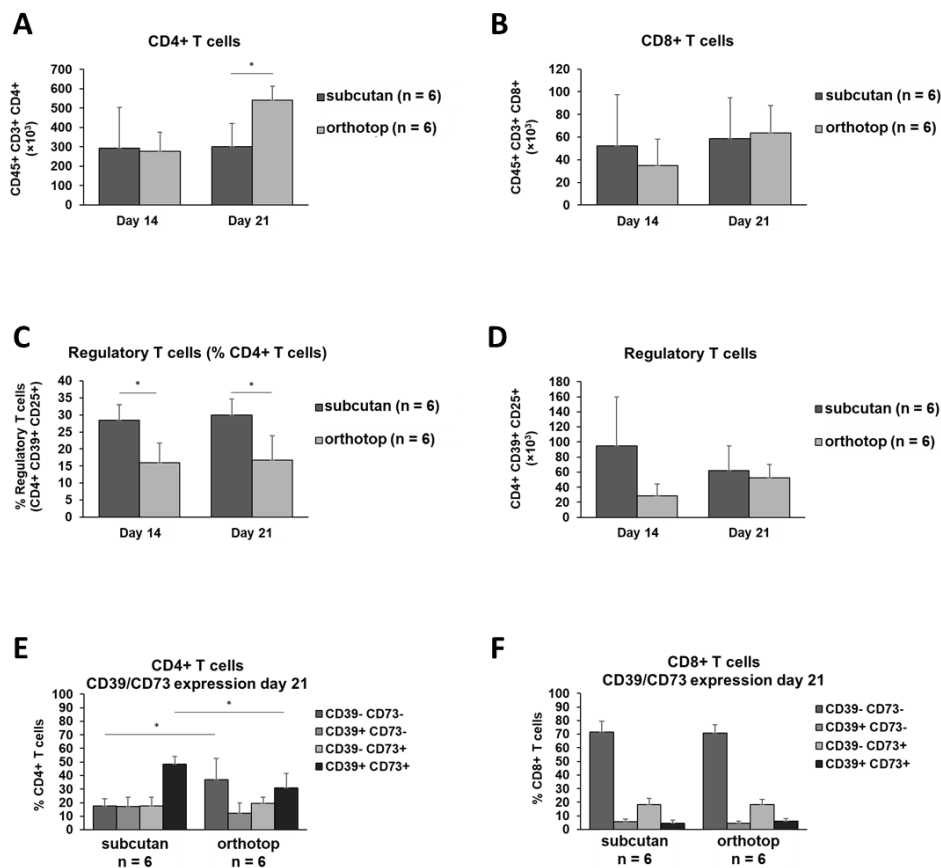 A
CD4+ T cells
CD45+ CD3+ CD4+
(×10³)
700
600
500
400
300
200
100
0
*
Day 14
Day 21
subcutan (n = 6)
orthotop (n = 6)
B
CD8+ T cells
CD45+ CD3+ CD8+
(×10³)
120
100
80
60
40
20
0
Day 14
Day 21
subcutan (n = 6)
orthotop (n = 6)
C
Regulatory T cells (% CD4+ T cells)
% Regulatory T cells
(CD4+ CD39+ CD25+)
40
35
30
25
20
15
10
5
0
*
*
Day 14
Day 21
subcutan (n = 6)
orthotop (n = 6)
D
Regulatory T cells
CD4+ CD39+ CD25+
(×10³)
180
160
140
120
100
80
60
40
20
0
Day 14
Day 21
subcutan (n = 6)
orthotop (n = 6)
E
CD4+ T cells
CD39/CD73 expression day 21
% CD4+ T cells
100
90
80
70
60
50
40
30
20
10
0
*
*
subcutan
n = 6
orthotop
n = 6
CD39- CD73-
CD39+ CD73-
CD39- CD73+
CD39+ CD73+
F
CD8+ T cells
CD39/CD73 expression day 21
% CD8+ T cells
100
90
80
70
60
50
40
30
20
10
0
subcutan
n = 6
orthotop
n = 6
CD39- CD73-
CD39+ CD73-
CD39- CD73+
CD39+ CD73+